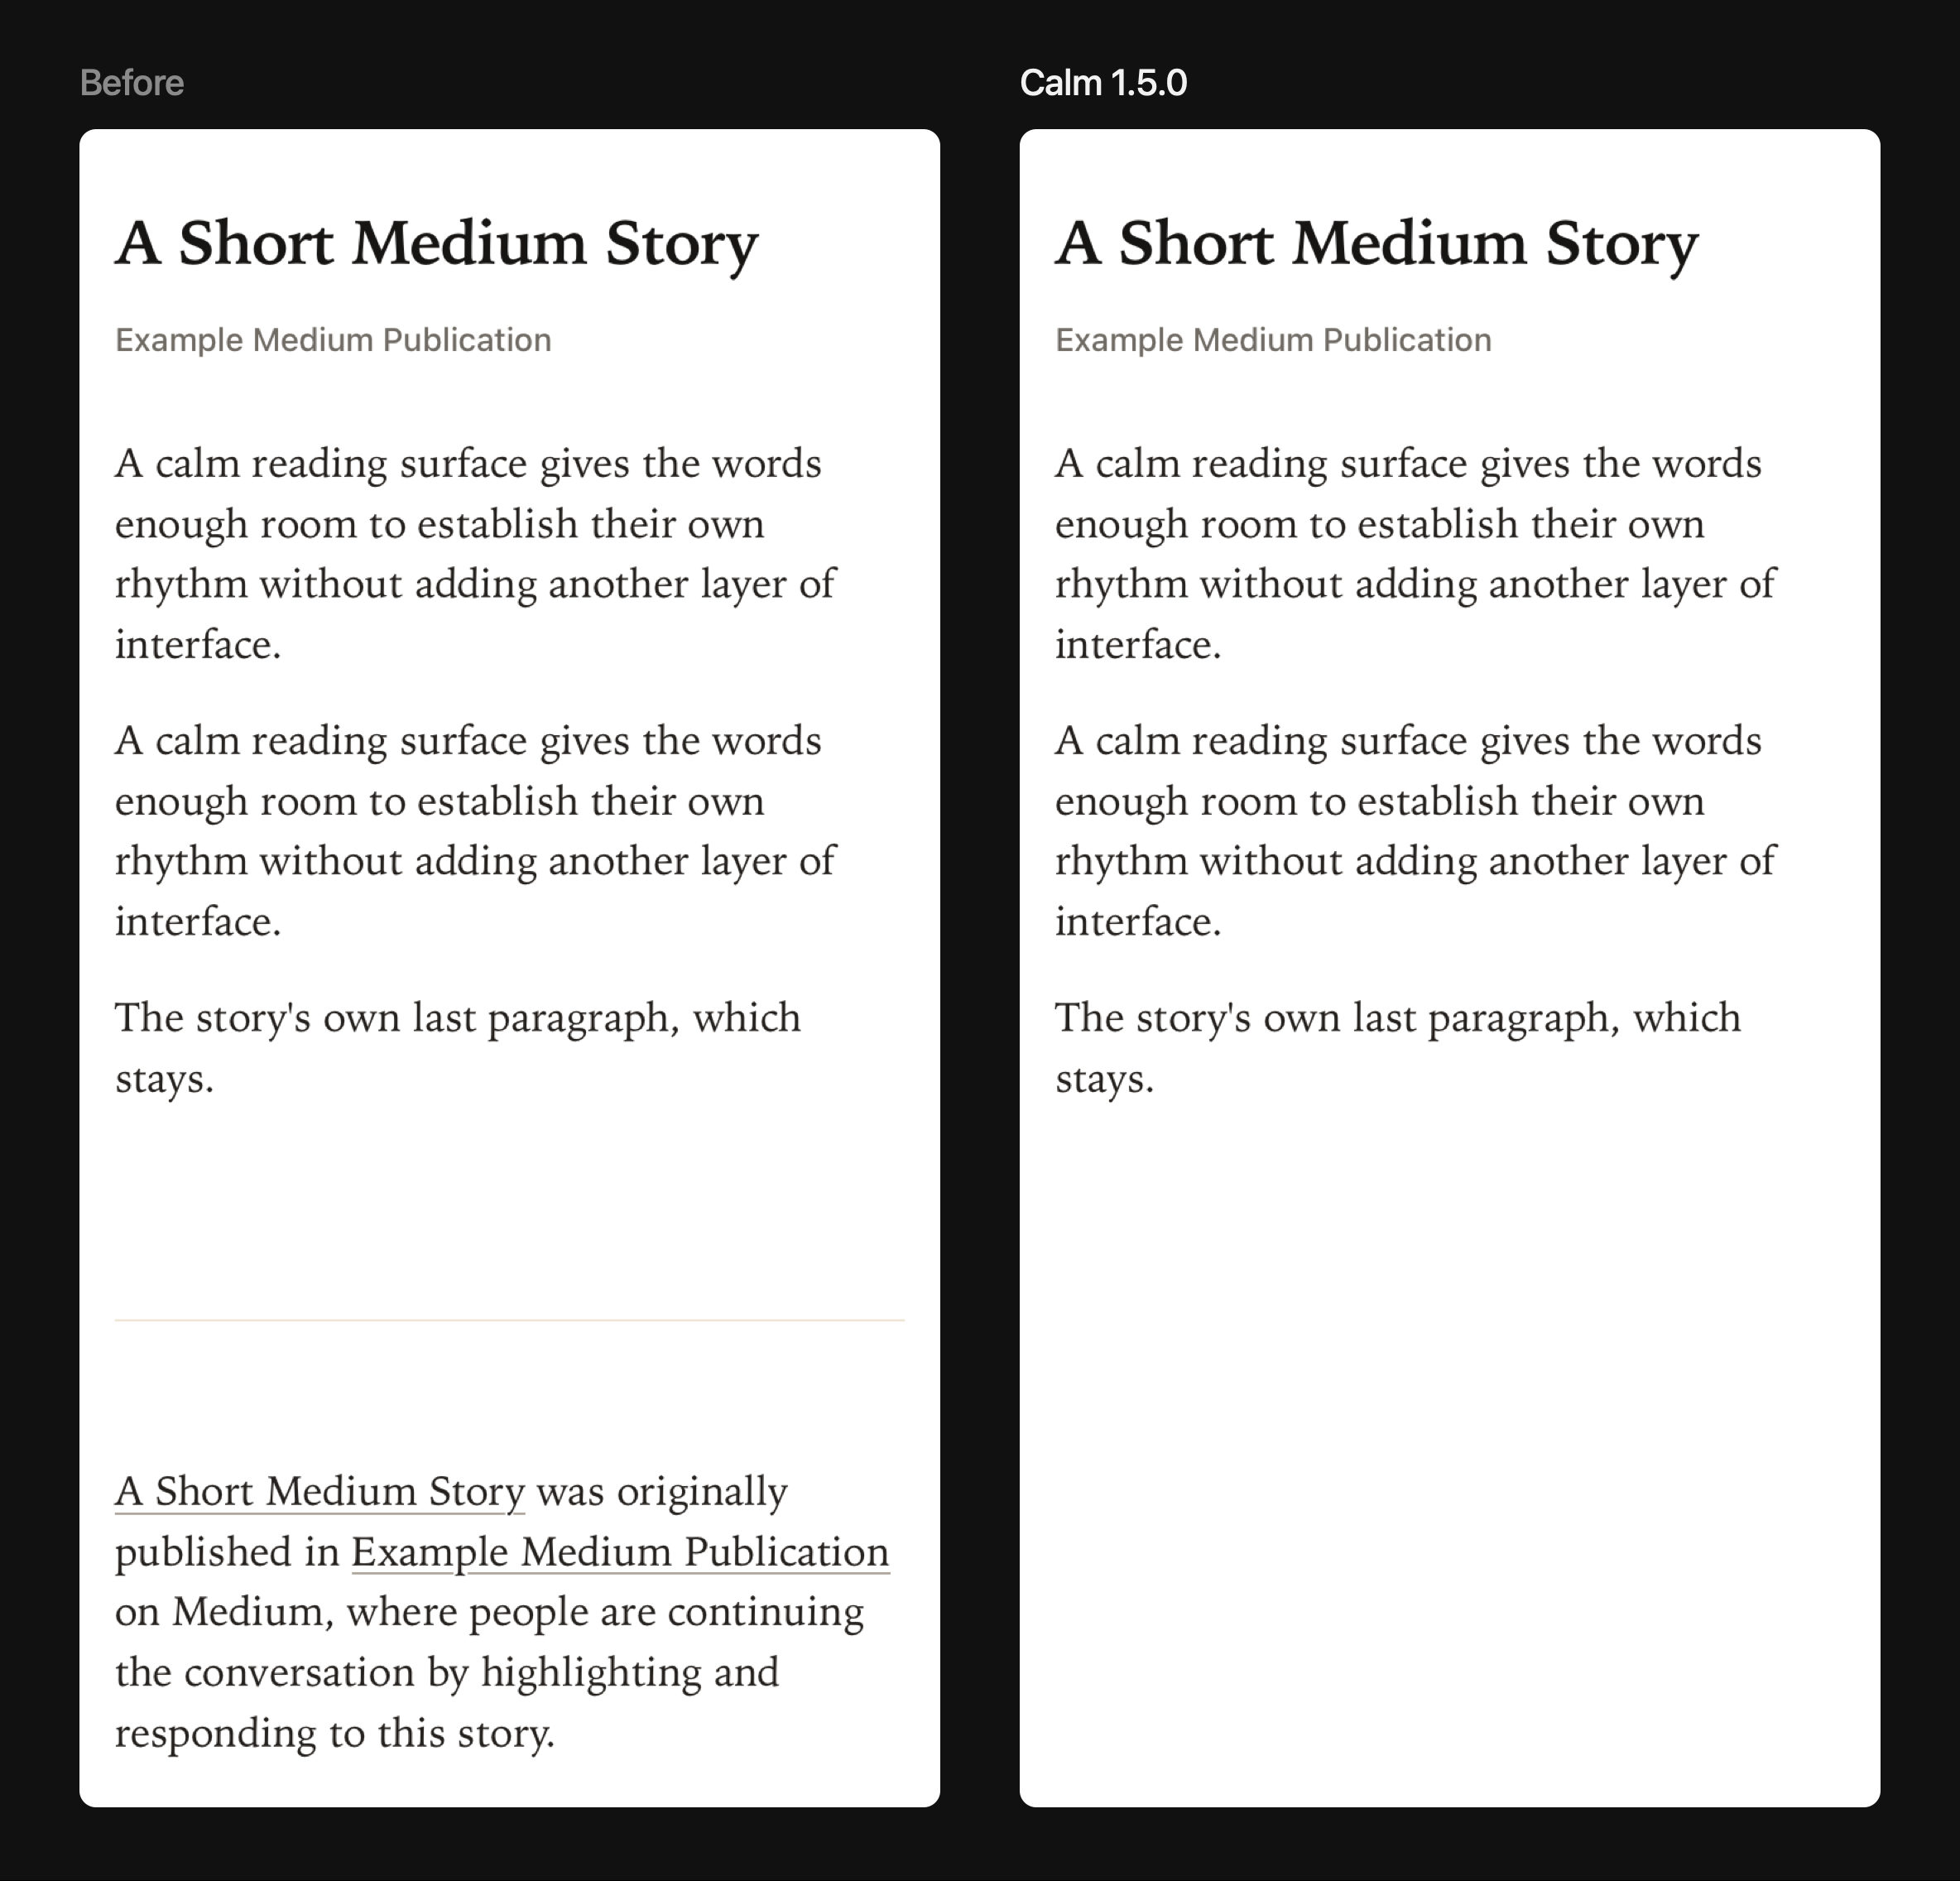 Before
A Short Medium Story
Example Medium Publication
A calm reading surface gives the words
enough room to establish their own
rhythm without adding another layer of
interface.
A calm reading surface gives the words
enough room to establish their own
rhythm without adding another layer of
interface.
The story's own last paragraph, which
stays.
A Short Medium Story was originally
published in Example Medium Publication
on Medium, where people are continuing
the conversation by highlighting and
responding to this story.
Calm 1.5.0
A Short Medium Story
Example Medium Publication
A calm reading surface gives the words
enough room to establish their own
rhythm without adding another layer of
interface.
A calm reading surface gives the words
enough room to establish their own
rhythm without adding another layer of
interface.
The story's own last paragraph, which
stays.